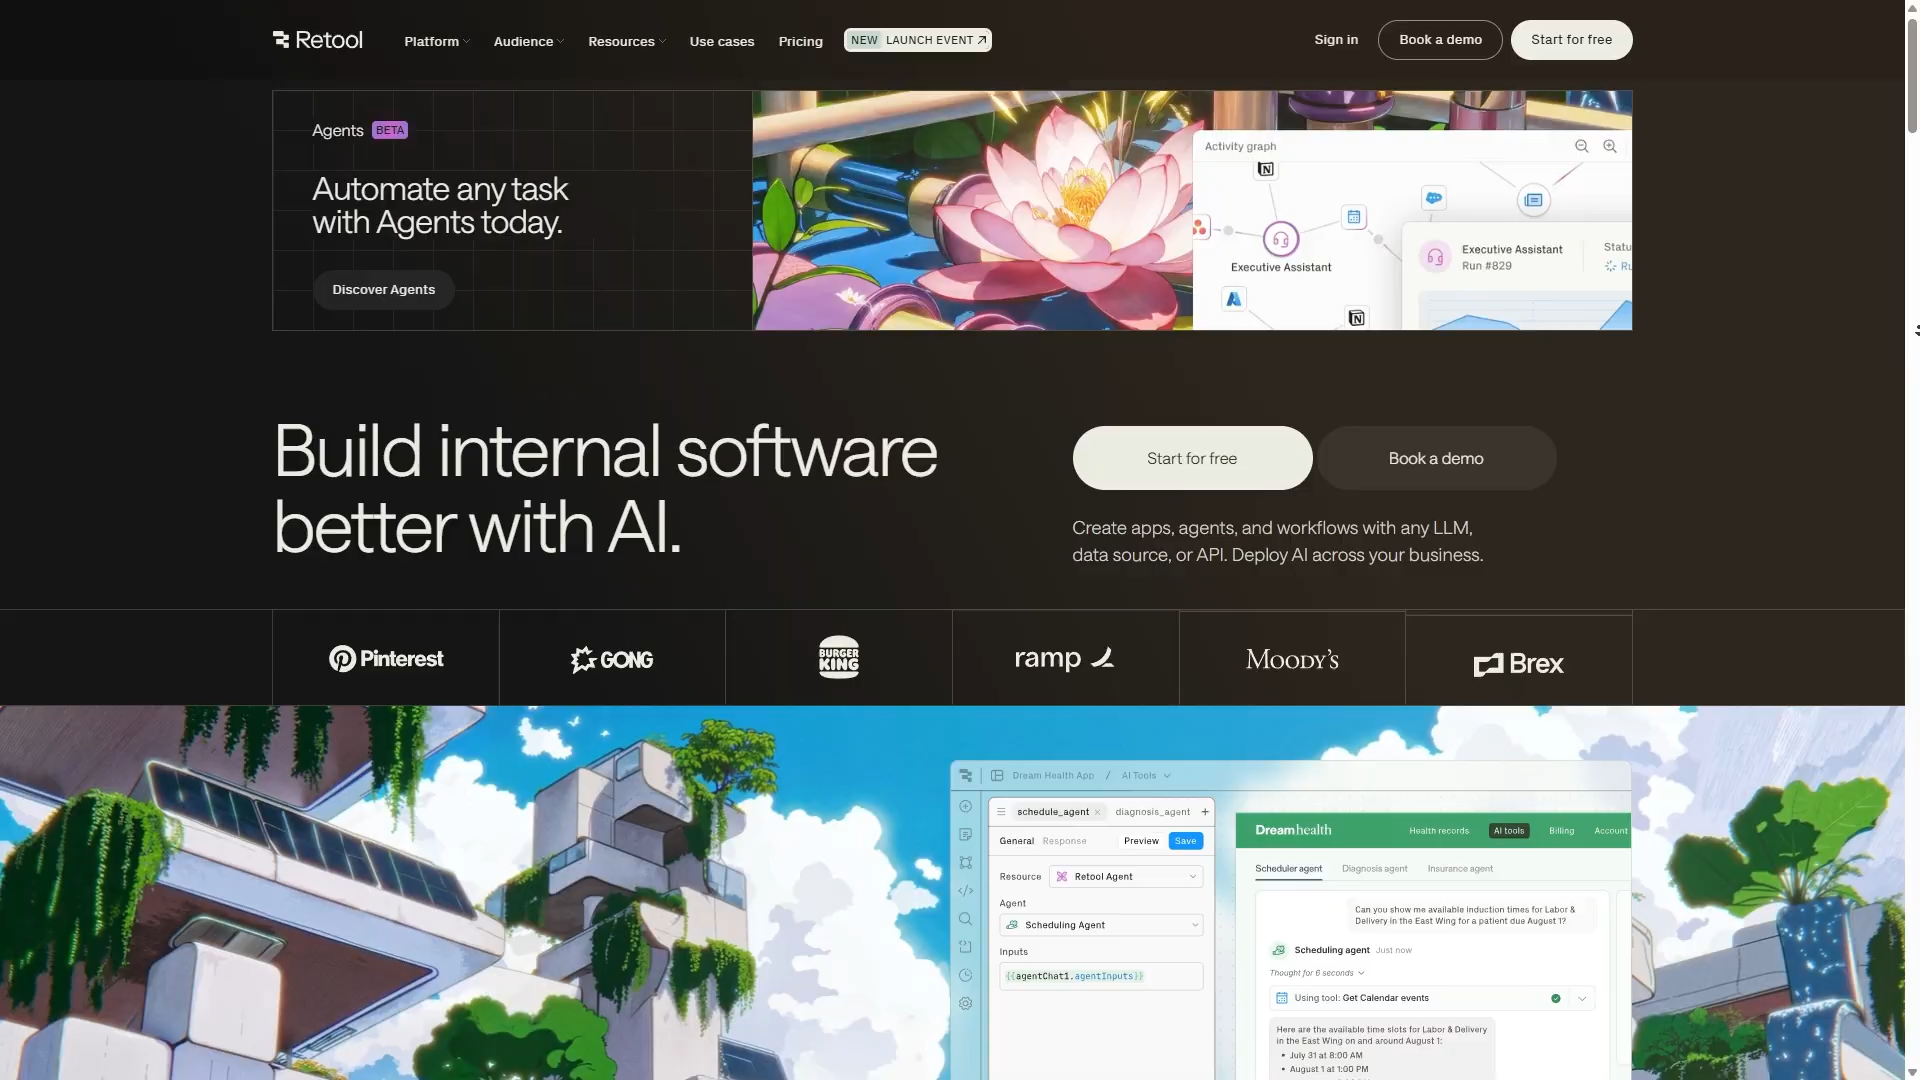 Retool
Platform
Audience
Resources
Use cases
Pricing
NEW LAUNCH EVENT
Sign in
Book a demo
Start for free
Agents BETA
Automate any task
with Agents today.
Discover Agents
Activity graph
Executive Assistant
Executive Assistant
Run #829
Build internal software
better with AI.
Start for free
Book a demo
Create apps, agents, and workflows with any LLM,
data source, or API. Deploy AI across your business.
Pinterest
GONG
BURGER
KING
ramp
MOODY'S
Brex
Dream Health App / AI Tools
schedule_agent
diagnosis_agent
General Response
Preview
Save
Resource
Retool Agent
Agent
Scheduling Agent
Inputs
{{agentChat1.agentInputs}}
Dreamhealth
Health records
AI tools
Billing
Account
Scheduler agent
Diagnosis agent
Insurance agent
Can you show me available induction times for Labor &
Delivery in the East Wing for a patient due August 1?
Scheduling agent Just now
Thought for 6 seconds
Using tool: Get Calendar events
Here are the available time slots for Labor & Delivery
in the East Wing on and around August 1:
• July 31 at 8:00 AM
• August 1 at 1:00 PM